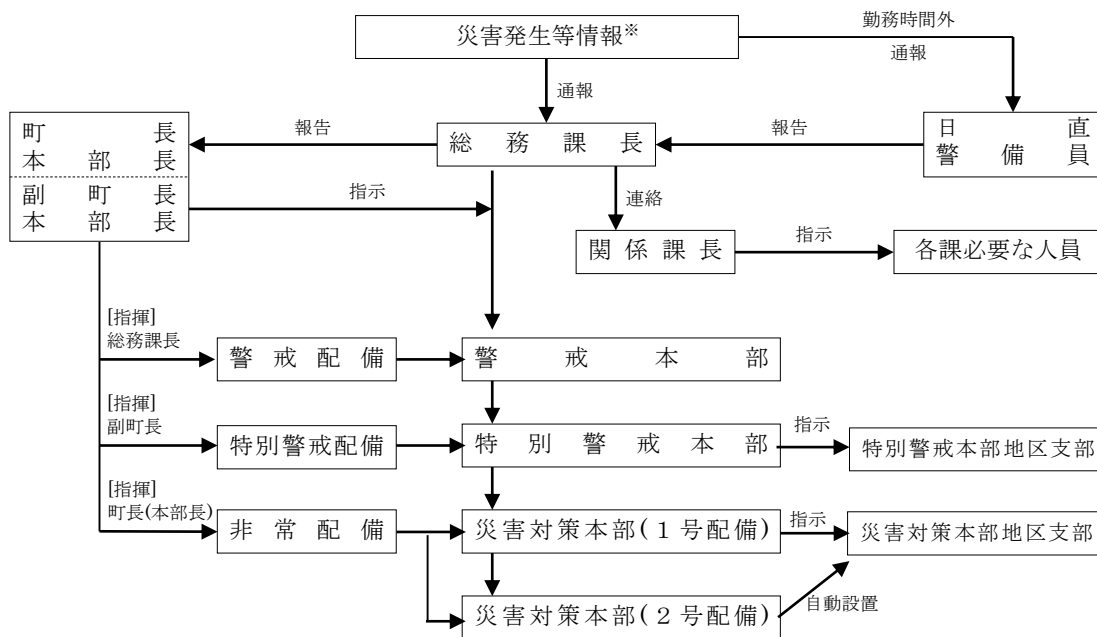 災害発生等情報※
勤務時間外
通報
通報
町長
本部長
副町長
本部長
報告
総務課長
報告
日直
警備員
指示
連絡
関係課長
指示
各課必要な人員
[指揮]
総務課長
警戒配備
警戒本部
[指揮]
副町長
特別警戒配備
特別警戒本部
指示
特別警戒本部地区支部
[指揮]
町長(本部長)
非常配備
災害対策本部(1号配備)
指示
災害対策本部地区支部
災害対策本部(2号配備)
自動設置